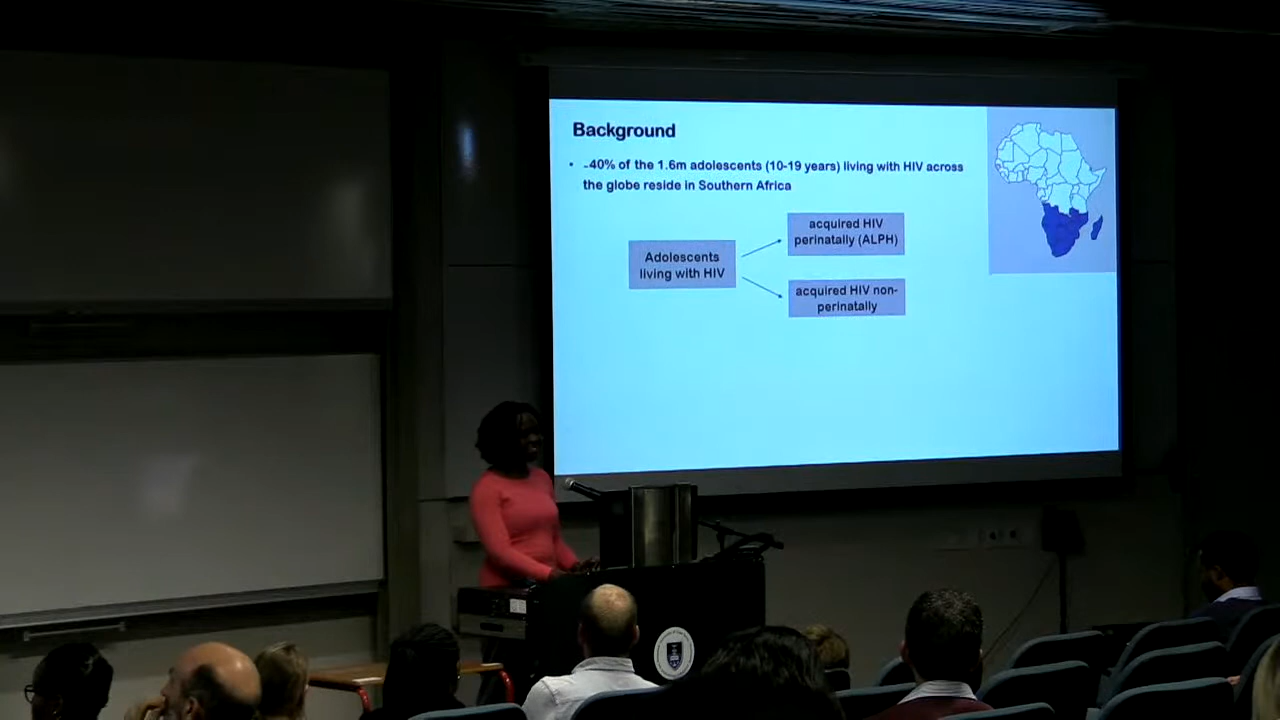 Background
• ~40% of the 1.6m adolescents (10-19 years) living with HIV across
the globe reside in Southern Africa
Adolescents
living with HIV
acquired HIV
perinatally (ALPH)
acquired HIV non-
perinatally